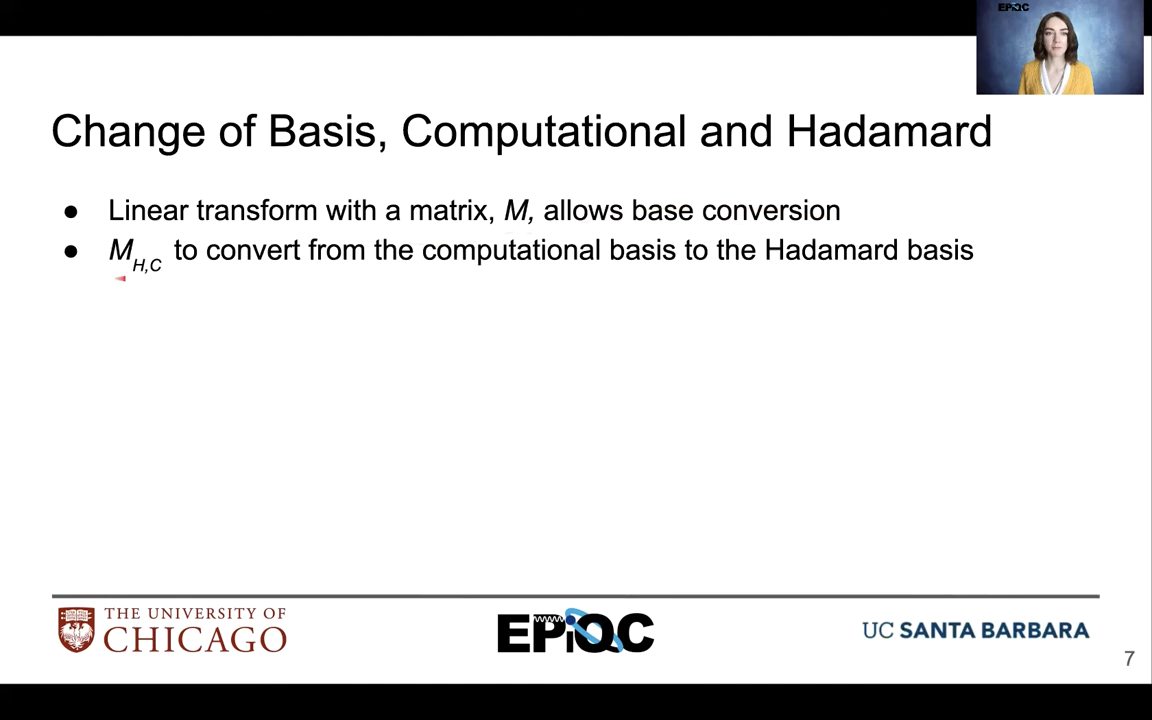 EPiQC
Change of Basis, Computational and Hadamard
● Linear transform with a matrix, M, allows base conversion
● M_H,C to convert from the computational basis to the Hadamard basis
THE UNIVERSITY OF
CHICAGO
EPiQC
UC SANTA BARBARA
7